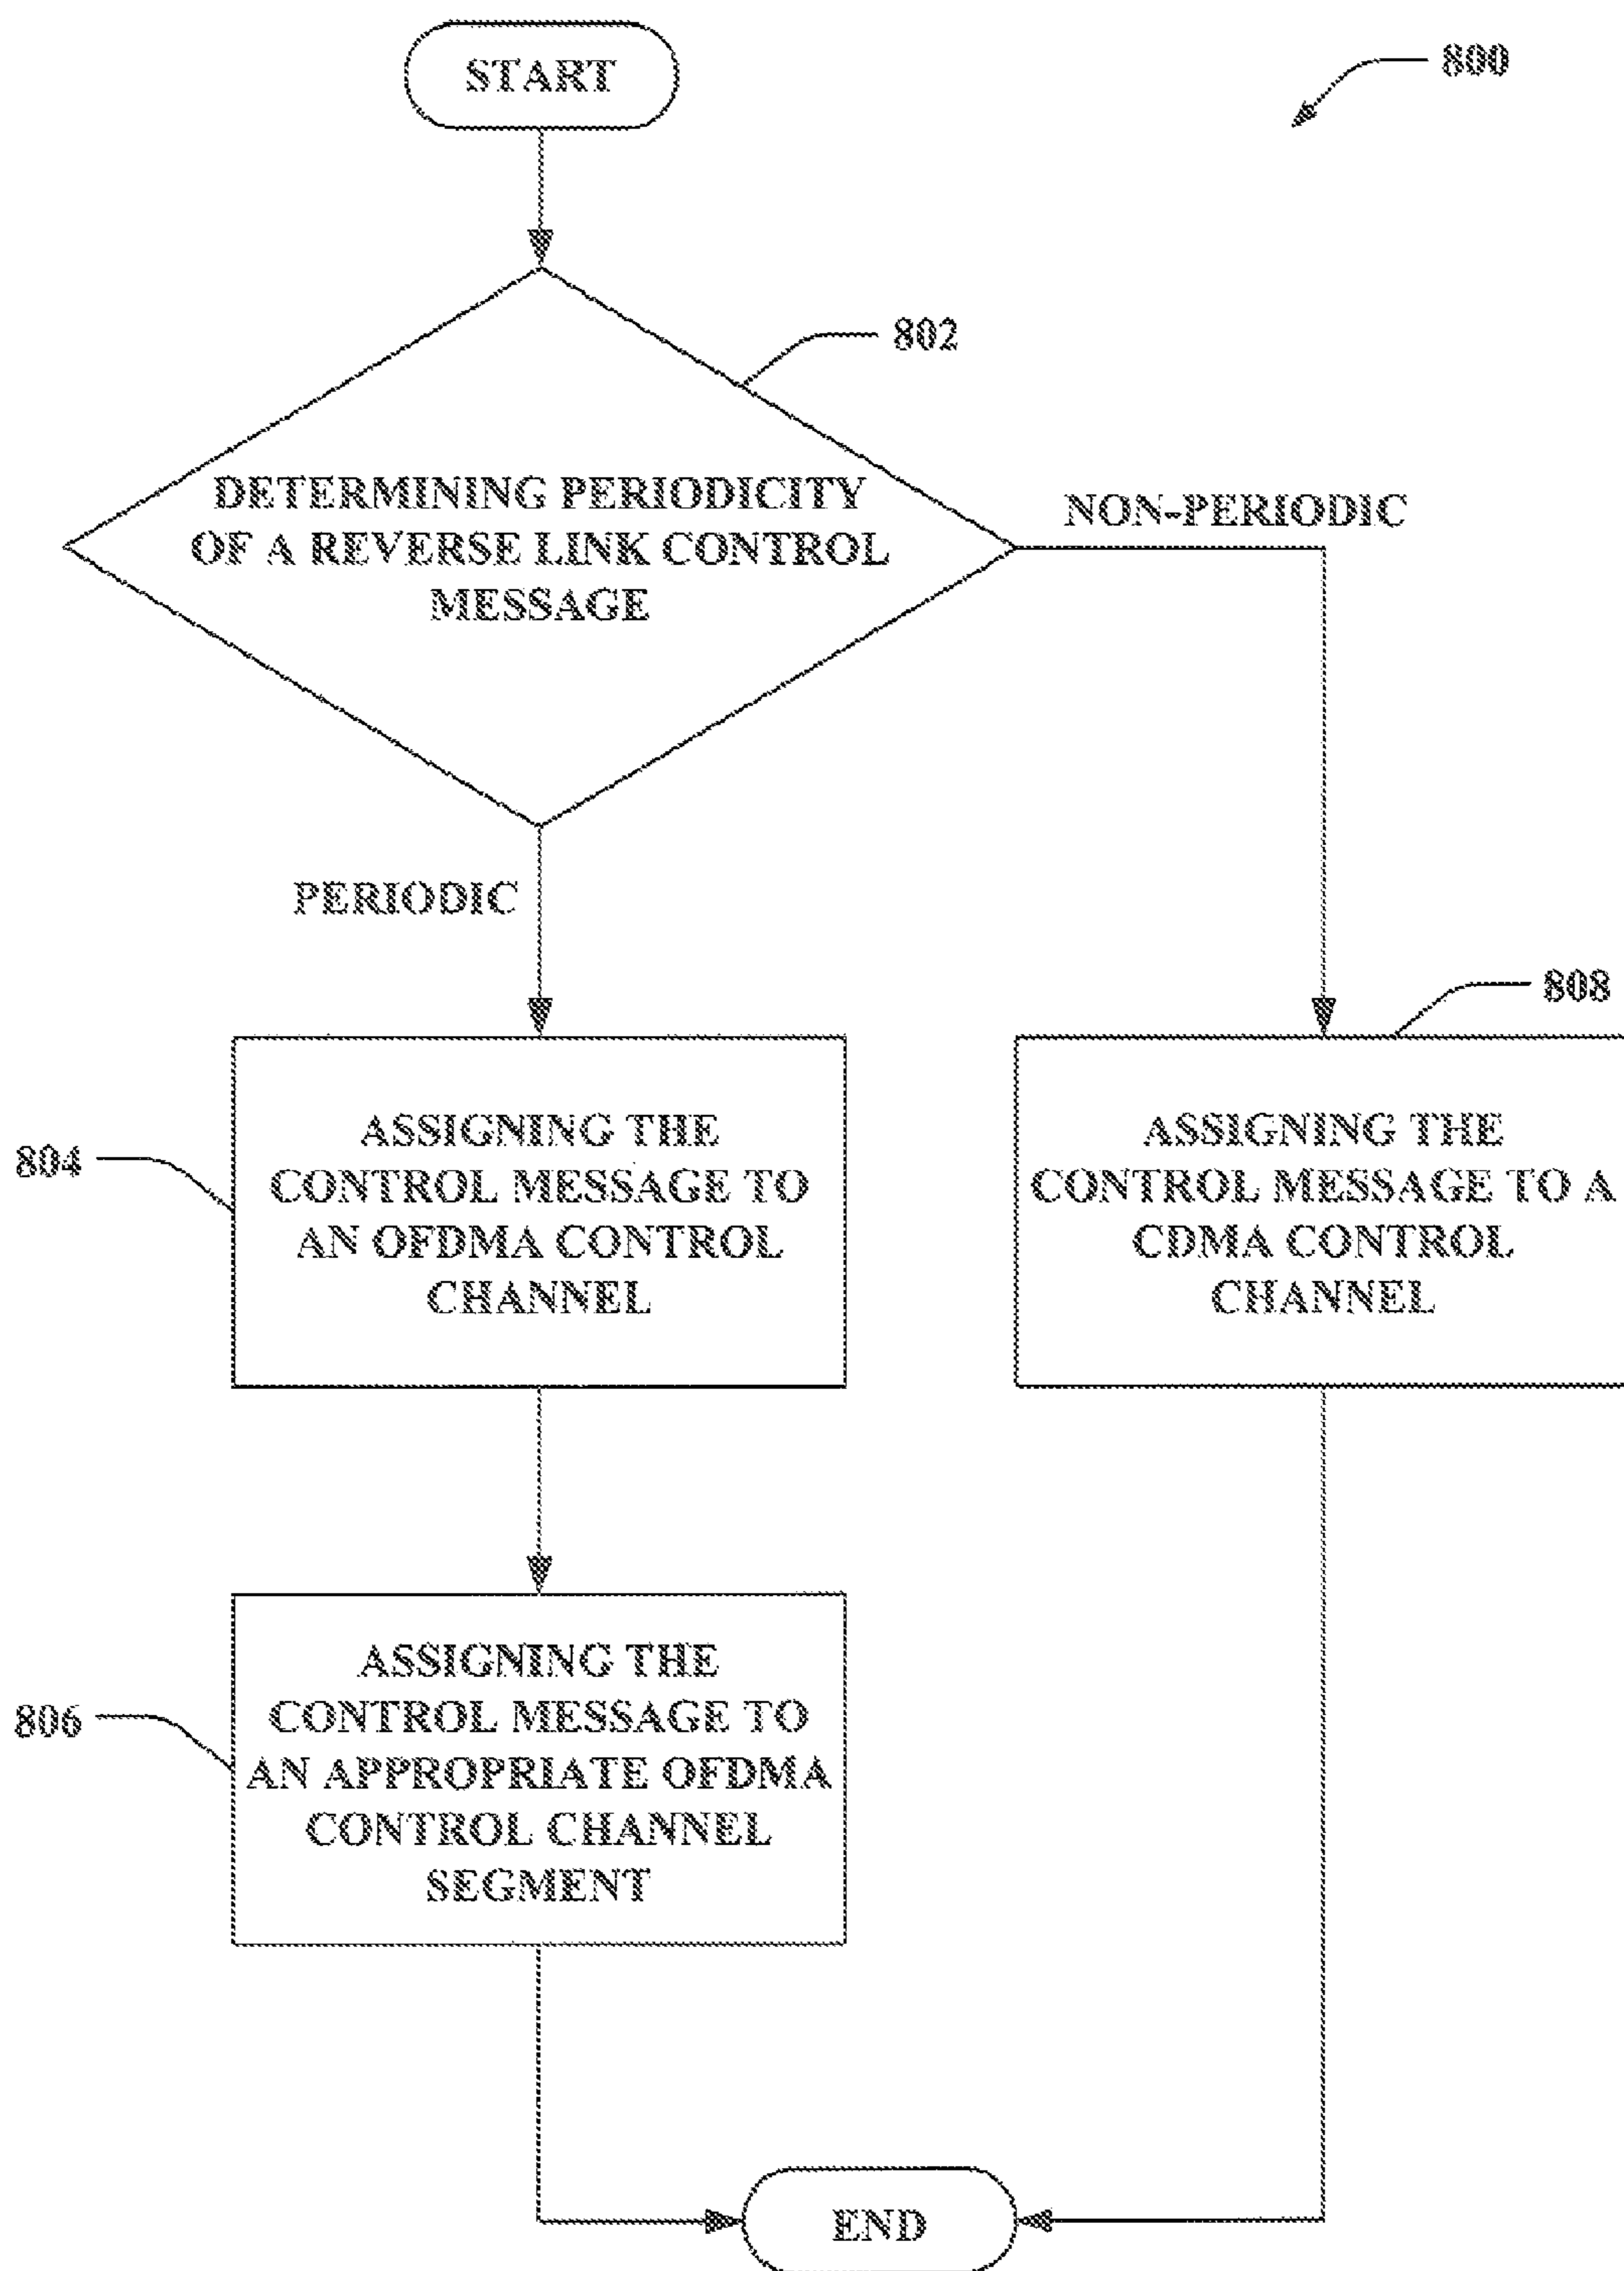 START
800
802
DETERMINING PERIODICITY
OF A REVERSE LINK CONTROL
MESSAGE
NON-PERIODIC
PERIODIC
804
ASSIGNING THE
CONTROL MESSAGE TO
AN OFDMA CONTROL
CHANNEL
808
ASSIGNING THE
CONTROL MESSAGE TO A
CDMA CONTROL
CHANNEL
806
ASSIGNING THE
CONTROL MESSAGE TO
AN APPROPRIATE OFDMA
CONTROL CHANNEL
SEGMENT
END